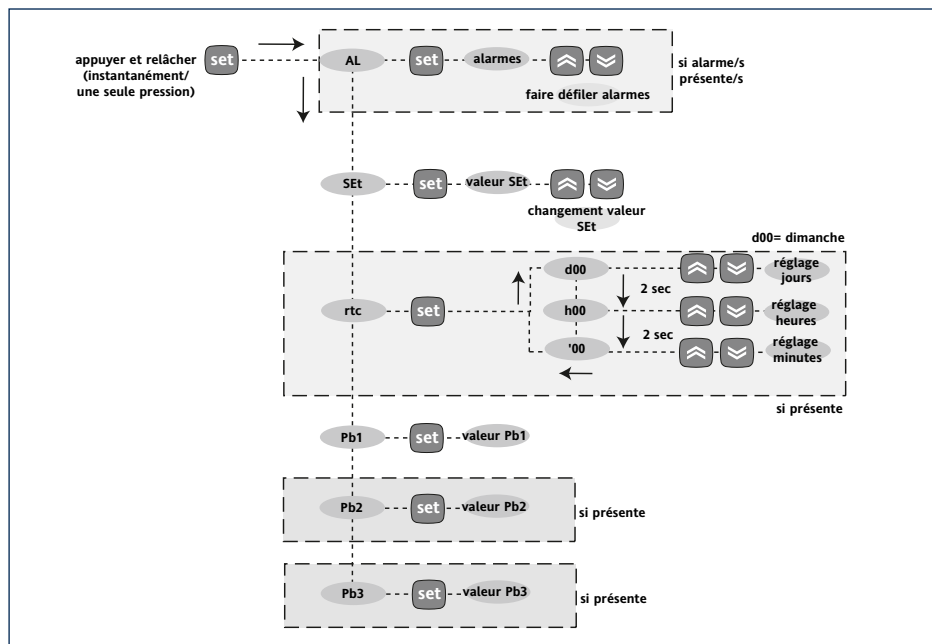 appuyer et relâcher
(instantanément/
une seule pression)
set
AL
set
alarmes
faire défiler alarmes
si alarme/s
présente/s
SEt
set
valeur SEt
changement valeur
SEt
d00= dimanche
rtc
set
d00
réglage
jours
2 sec
h00
réglage
heures
2 sec
'00
réglage
minutes
si présente
Pb1
set
valeur Pb1
Pb2
set
valeur Pb2
si présente
Pb3
set
valeur Pb3
si présente